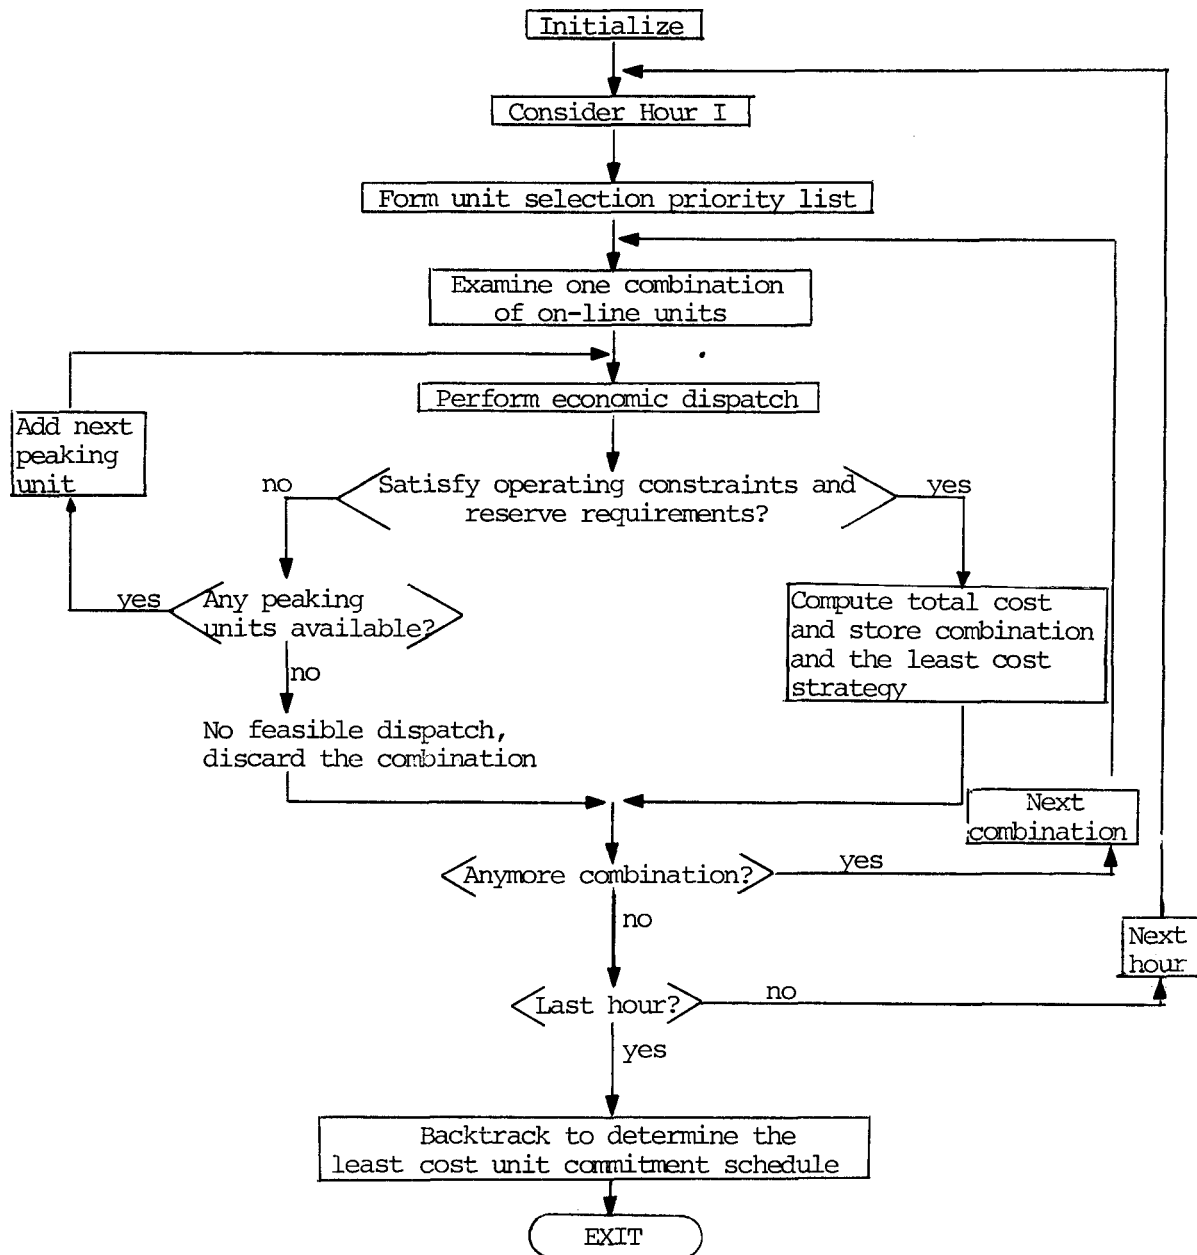 Initialize
Consider Hour I
Form unit selection priority list
Examine one combination
of on-line units
Perform economic dispatch
Add next
peaking
unit
no
Satisfy operating constraints and
reserve requirements?
yes
yes
Any peaking
units available?
no
Compute total cost
and store combination
and the least cost
strategy
No feasible dispatch,
discard the combination
Next
combination
Anymore combination?
yes
no
Next
hour
Last hour?
no
yes
Backtrack to determine the
least cost unit commitment schedule
EXIT